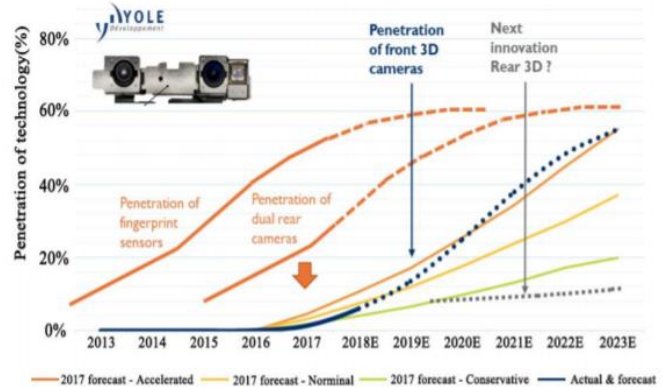 YOLE
Développement
80%
60%
40%
20%
0%
Penetration of technology(%)
Penetration
of front 3D
cameras
Next
innovation
Rear 3D ?
Penetration of
fingerprint
sensors
Penetration of
dual rear
cameras
2013 2014 2015 2016 2017 2018E 2019E 2020E 2021E 2022E 2023E
2017 forecast - Accelerated 2017 forecast - Norminal 2017 forecast - Conservative Actual & forecast